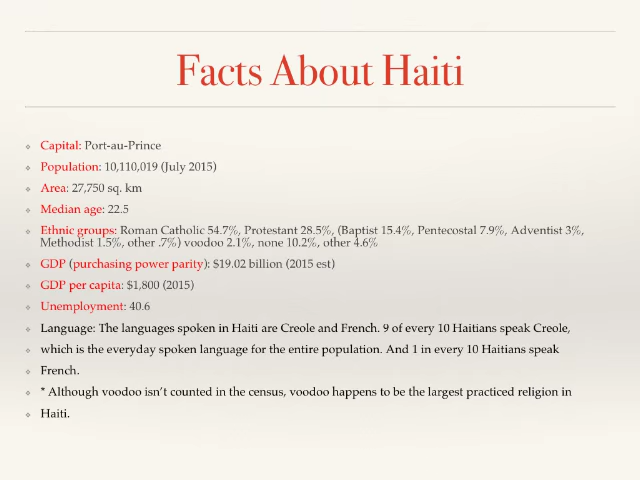 Facts About Haiti
Capital: Port-au-Prince
Population: 10,110,019 (July 2015)
Area: 27,750 sq. km
Median age: 22.5
Ethnic groups: Roman Catholic 54.7%, Protestant 28.5%, (Baptist 15.4%, Pentecostal 7.9%, Adventist 3%,
Methodist 1.5%, other .7%) voodoo 2.1%, none 10.2%, other 4.6%
GDP (purchasing power parity): $19.02 billion (2015 est)
GDP per capita: $1,800 (2015)
Unemployment: 40.6
Language: The languages spoken in Haiti are Creole and French. 9 of every 10 Haitians speak Creole,
which is the everyday spoken language for the entire population. And 1 in every 10 Haitians speak
French.
* Although voodoo isn't counted in the census, voodoo happens to be the largest practiced religion in
Haiti.